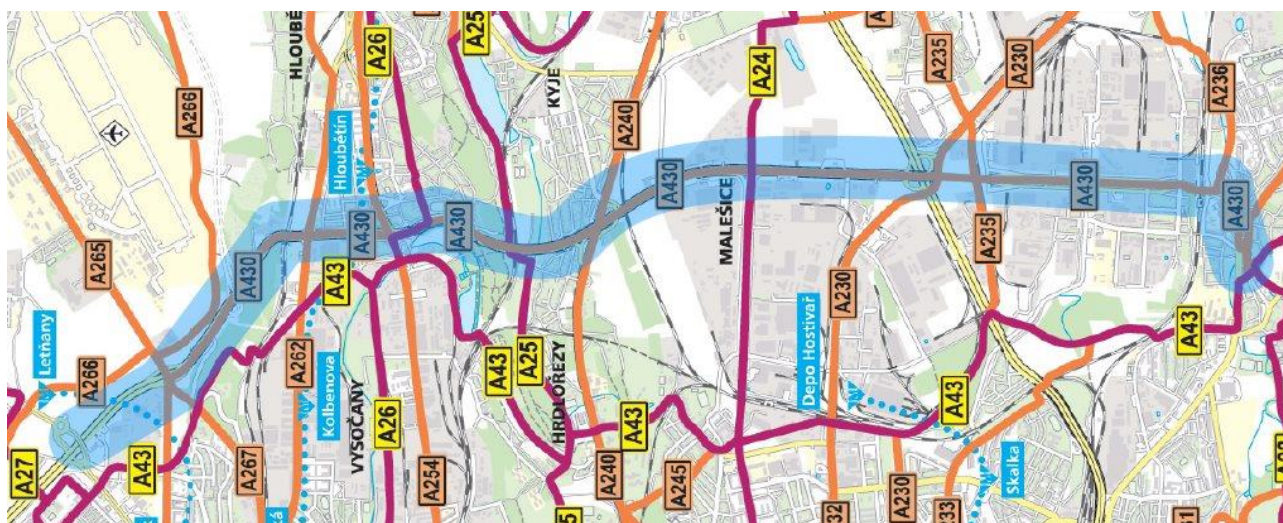 A27
Letňany
A266
A265
A43
A266
A267
A430
HLOUBĚ
A262
Kolbenova
A43
Hloubětín
VYSOČANY
A430
A26
A26
A254
A430
A25
A43
A25
KYJE
HRDLOŘEZY
A240
A240
A43
A430
A245
MALEŠICE
A24
Depo Hostivař
32
A230
A230
A235
33
A43
A235
Skalka
A230
A430
A43
A236
A430